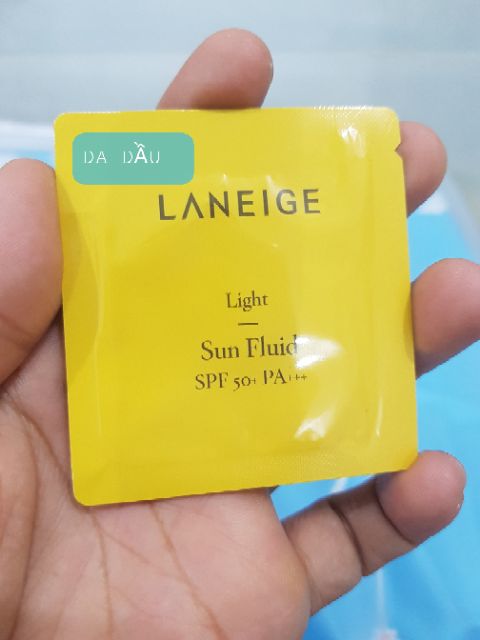 DA DẦU
LANEIGE
Light
Sun Fluid
SPF 50+ PA+++